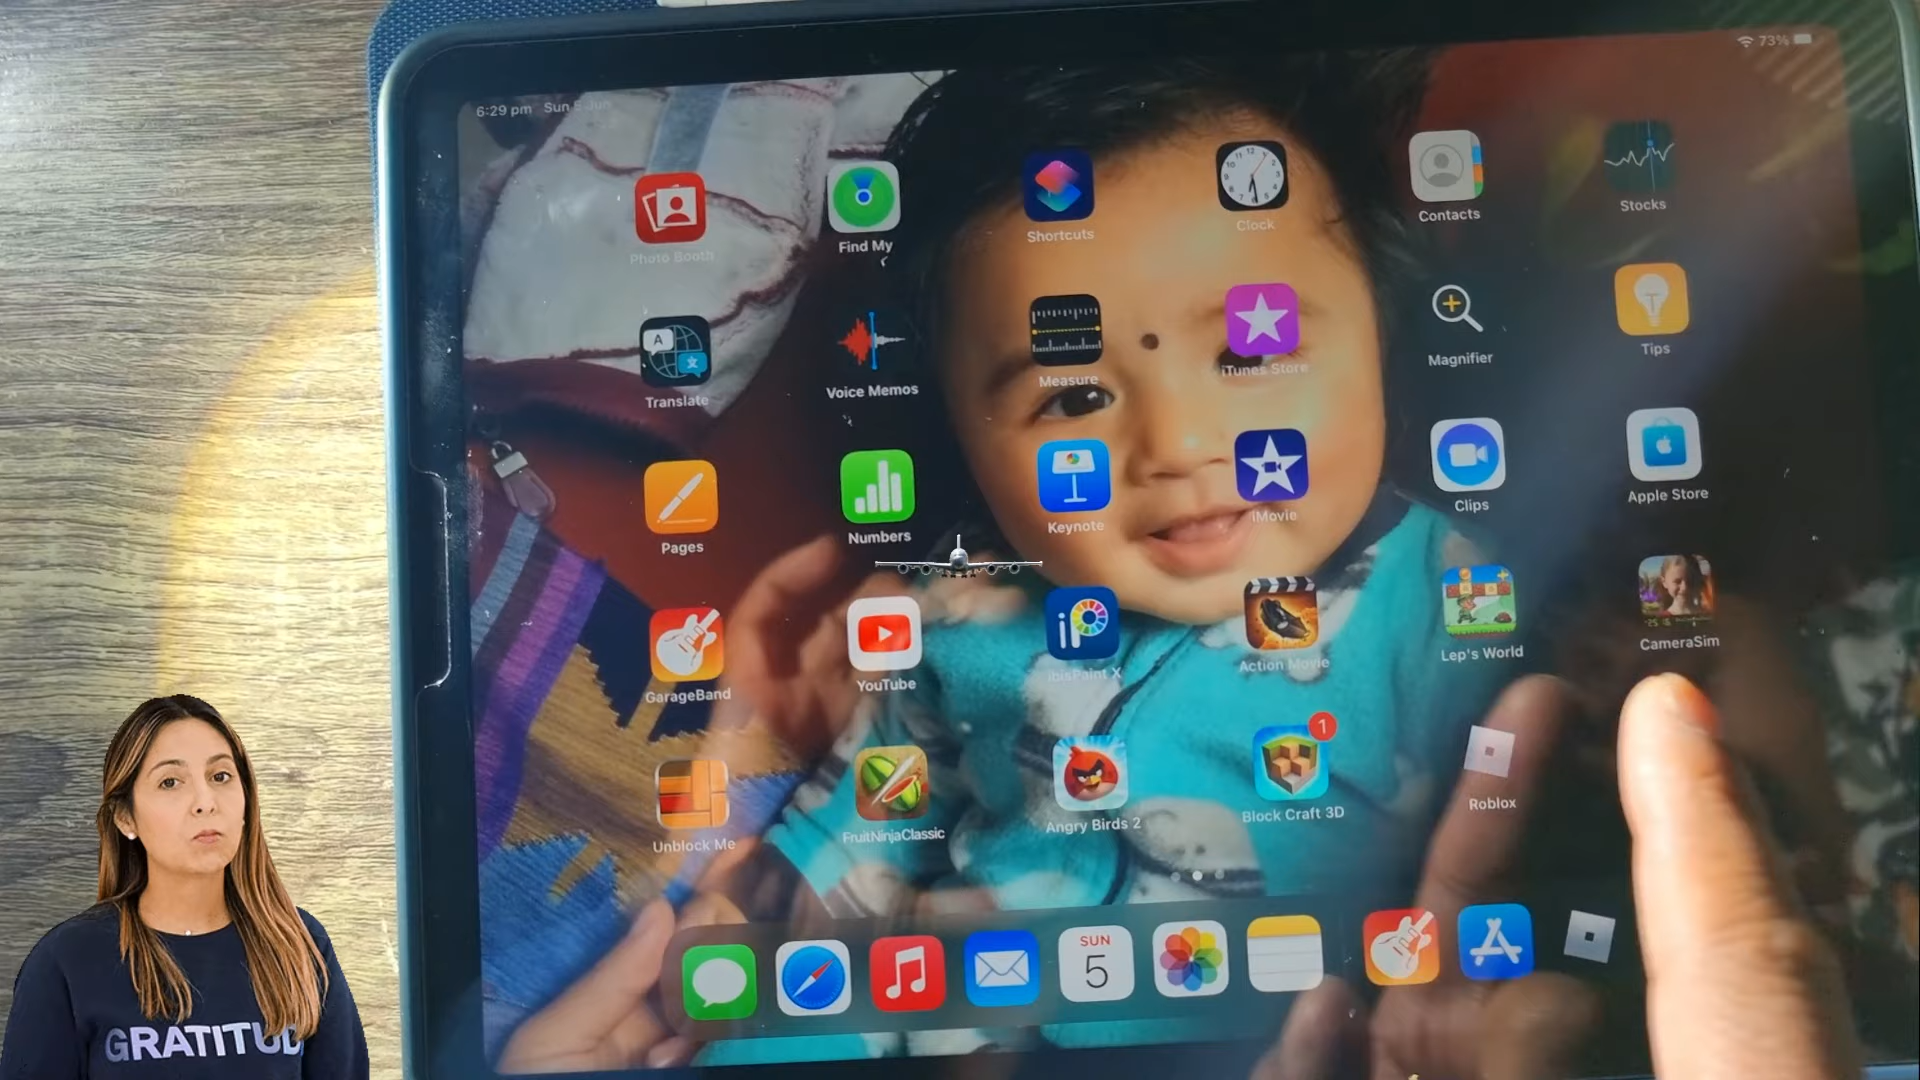 6:29 pm Sun 5 Jun
73%
Photo Booth
Find My
Shortcuts
Clock
Contacts
Stocks
Translate
Voice Memos
Measure
iTunes Store
Magnifier
Tips
Pages
Numbers
Keynote
iMovie
Clips
Apple Store
GarageBand
YouTube
ibisPaint X
Action Movie
Lep's World
CameraSim
1
Unblock Me
FruitNinjaClassic
Angry Birds 2
Block Craft 3D
Roblox
SUN
5
GRATITUD